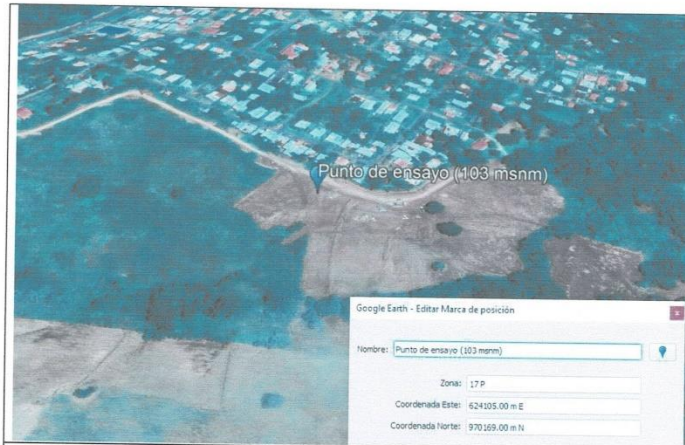 Punto de ensayo (103 msnm)
Google Earth - Editar Marca de posición
Nombre: Punto de ensayo (103 msnm)
Zona: 17 P
Coordenada Este: 624105.00 m E
Coordenada Norte: 970169.00 m N